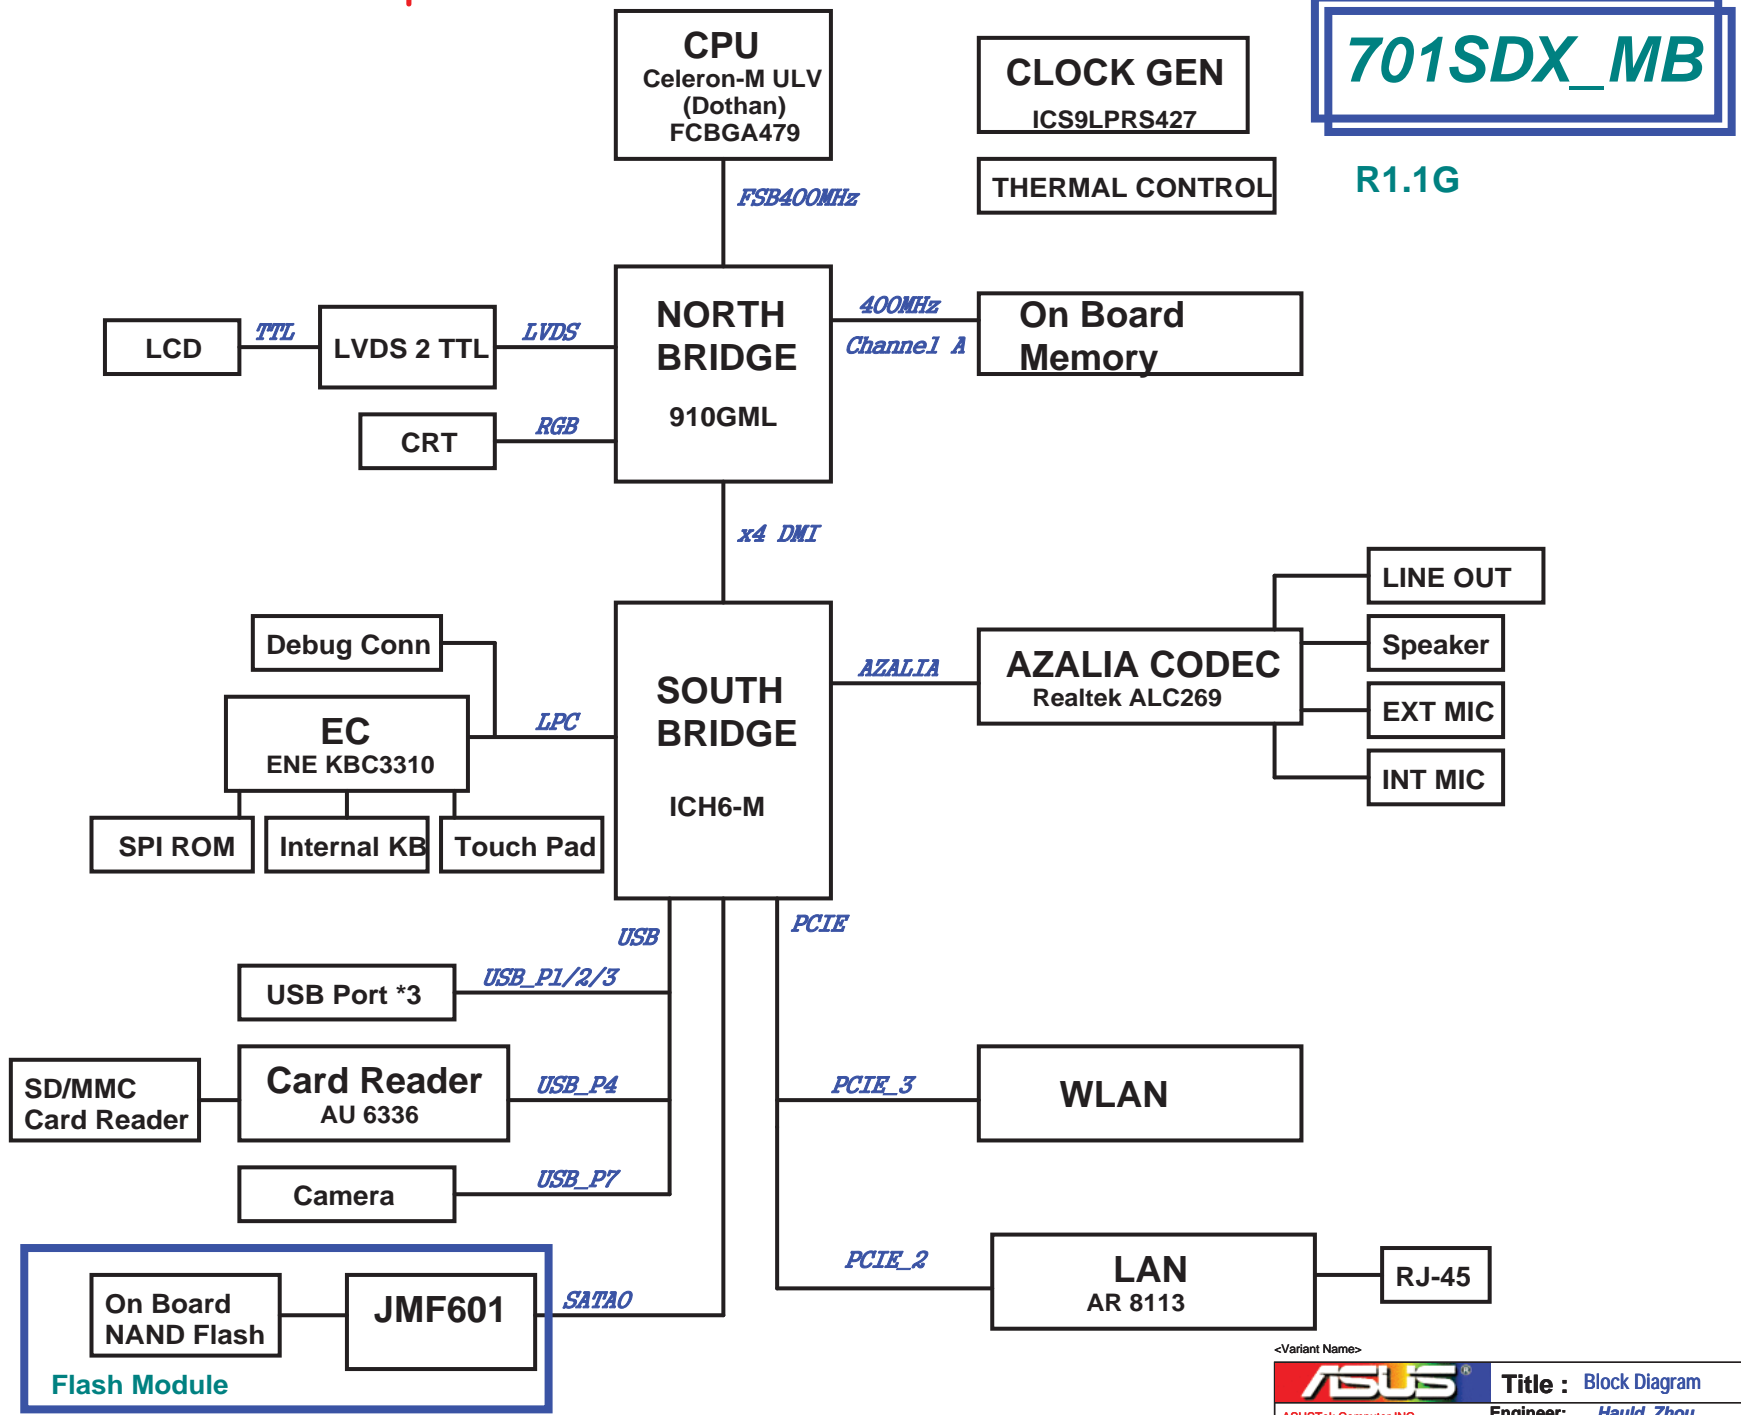 CPU
Celeron-M ULV
(Dothan)
FCBGA479
CLOCK GEN
ICS9LPRS427
701SDX_MB
THERMAL CONTROL
R1.1G
FSB400MHz
NORTH
BRIDGE
910GML
400MHz
Channel A
On Board
Memory
LCD
TTL
LVDS 2 TTL
LVDS
CRT
RGB
x4 DMI
LINE OUT
Speaker
EXT MIC
INT MIC
Debug Conn
EC
ENE KBC3310
LPC
SOUTH
BRIDGE
ICH6-M
AZALIA
AZALIA CODEC
Realtek ALC269
SPI ROM
Internal KB
Touch Pad
USB
PCIE
USB Port *3
USB_P1/2/3
SD/MMC
Card Reader
Card Reader
AU 6336
USB_P4
PCIE_3
WLAN
Camera
USB_P7
On Board
NAND Flash
JMF601
SATA0
Flash Module
PCIE_2
LAN
AR 8113
RJ-45
<Variant Name>
ASUS®
Title : Block Diagram
ASUSTek Computer INC
Engineer: Hauld_Zhou